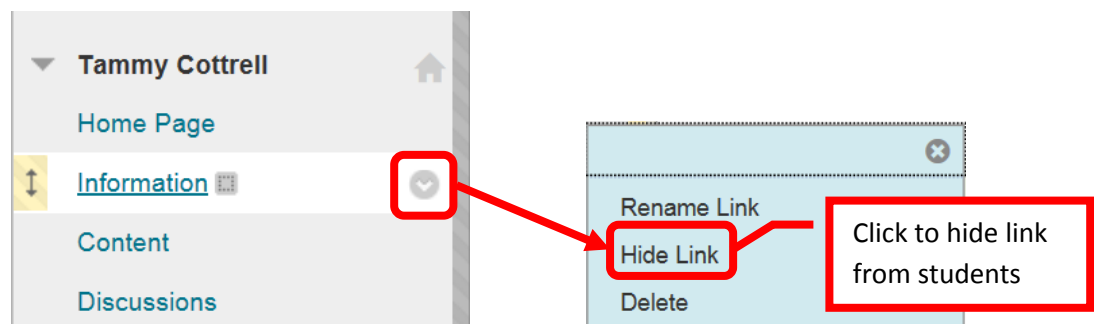 Tammy Cottrell
Home Page
Information
Content
Discussions
Rename Link
Hide Link
Delete
Click to hide link
from students